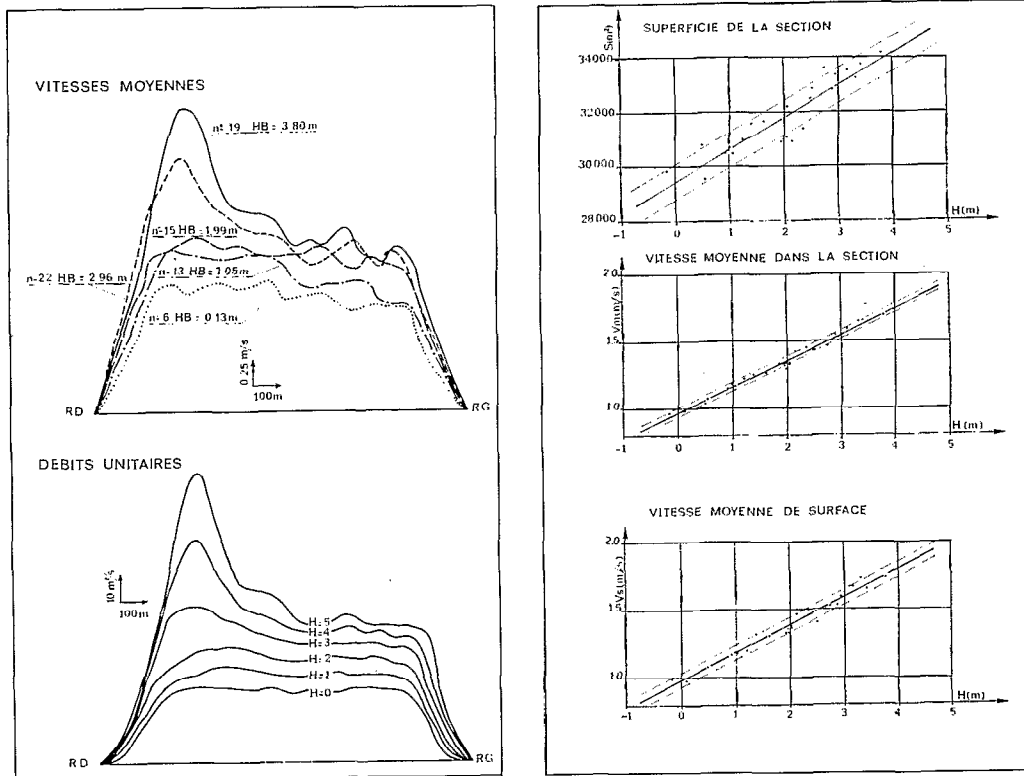 VITESSES MOYENNES
n- 19 HB = 3.80 m
n-15 HB = 1,99 m
n-22 HB = 2,96 m
n-13 HB = 1,05 m
n- 6 HB = 0,13 m
0,25 m/s
100m
RD
RG
DEBITS UNITAIRES
10 m²/s
100m
H=5
H=4
H=3
H=2
H=1
H=0
RD
RG
SUPERFICIE DE LA SECTION
S(m²)
34000
32000
30000
28000
-1
0
1
2
3
4
5
H(m)
VITESSE MOYENNE DANS LA SECTION
Vm(m/s)
2.0
1.5
1.0
-1
0
1
2
3
4
5
H(m)
VITESSE MOYENNE DE SURFACE
Vs(m/s)
2.0
1.5
1.0
-1
0
1
2
3
4
5
H(m)